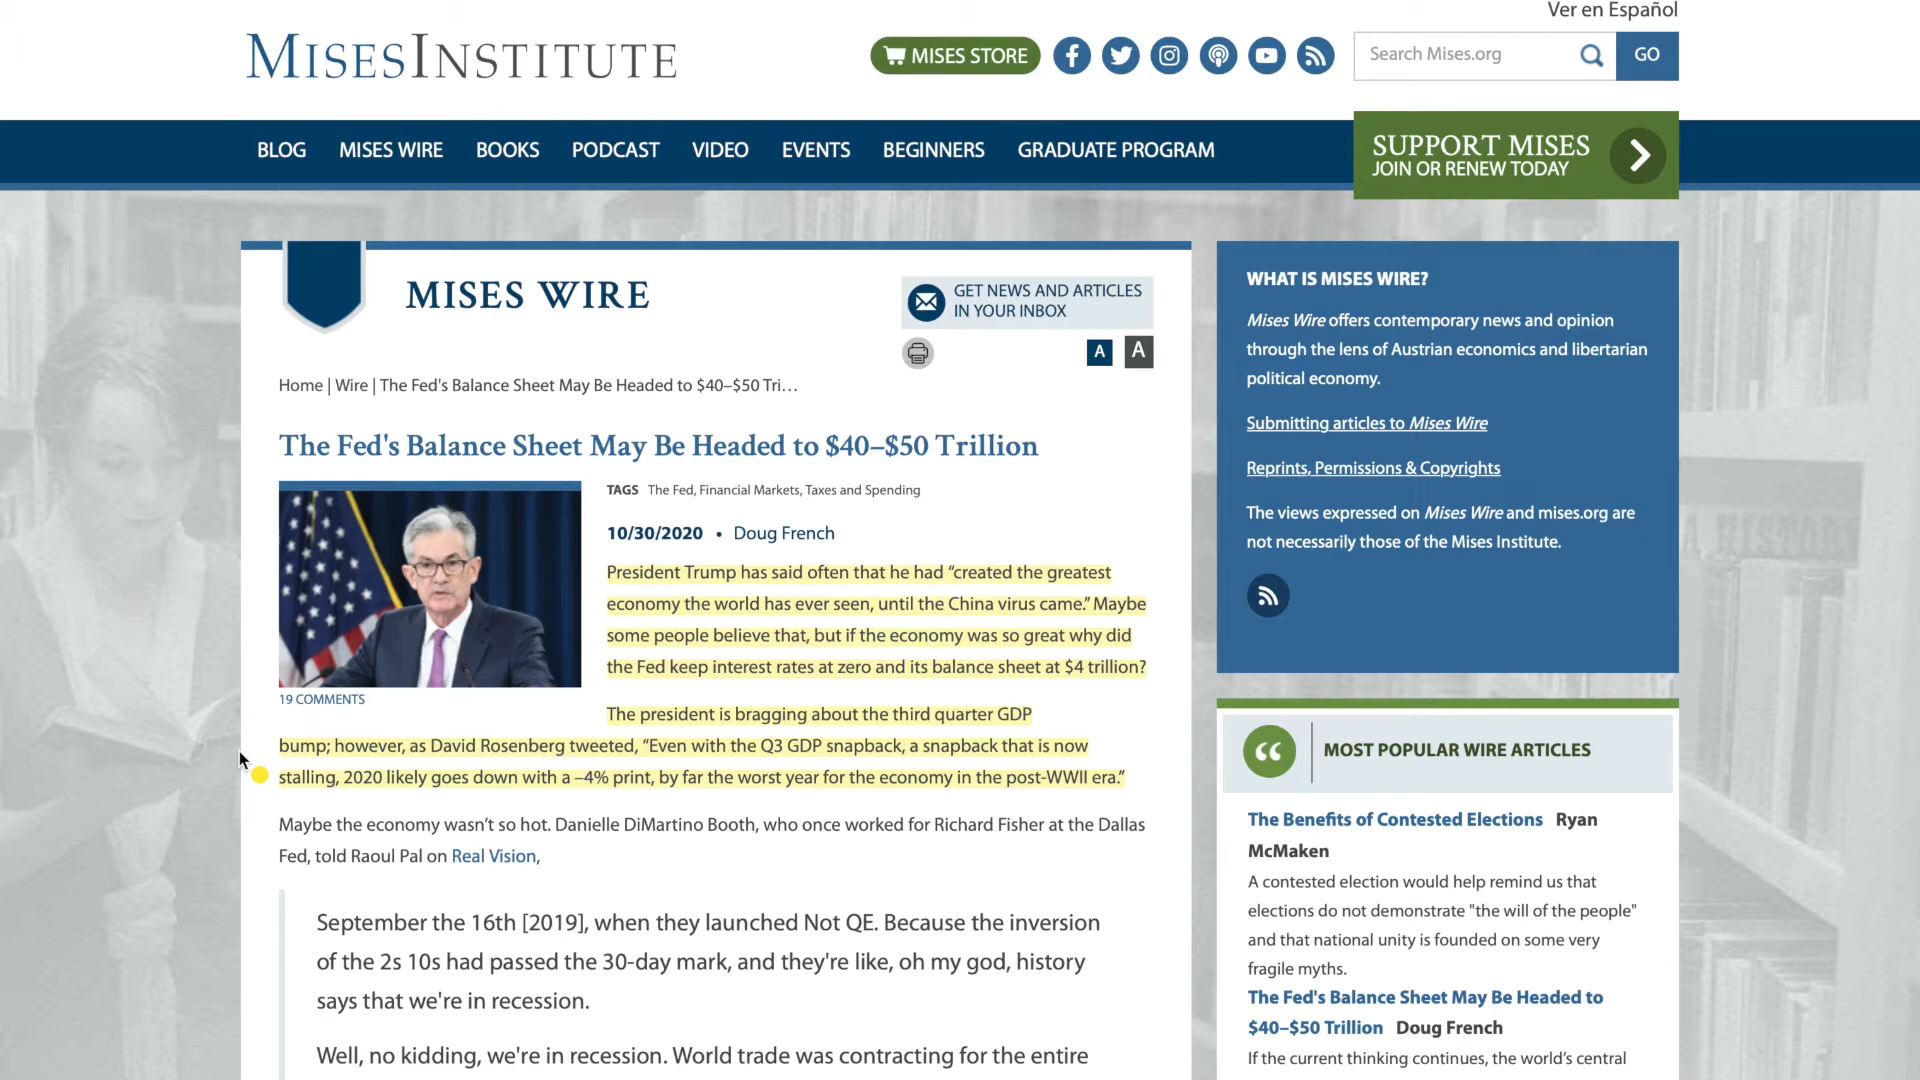 Ver en Español
MISESINSTITUTE
MISES STORE
Search Mises.org
GO
BLOG MISES WIRE BOOKS PODCAST VIDEO EVENTS BEGINNERS GRADUATE PROGRAM
SUPPORT MISES
JOIN OR RENEW TODAY
MISES WIRE
GET NEWS AND ARTICLES
IN YOUR INBOX
A A
Home | Wire | The Fed's Balance Sheet May Be Headed to $40–$50 Tri…
The Fed's Balance Sheet May Be Headed to $40–$50 Trillion
TAGS The Fed, Financial Markets, Taxes and Spending
10/30/2020 • Doug French
President Trump has said often that he had “created the greatest
economy the world has ever seen, until the China virus came.” Maybe
some people believe that, but if the economy was so great why did
the Fed keep interest rates at zero and its balance sheet at $4 trillion?
19 COMMENTS
The president is bragging about the third quarter GDP
bump; however, as David Rosenberg tweeted, “Even with the Q3 GDP snapback, a snapback that is now
stalling, 2020 likely goes down with a –4% print, by far the worst year for the economy in the post-WWII era.”
Maybe the economy wasn’t so hot. Danielle DiMartino Booth, who once worked for Richard Fisher at the Dallas
Fed, told Raoul Pal on Real Vision,
September the 16th [2019], when they launched Not QE. Because the inversion
of the 2s 10s had passed the 30-day mark, and they're like, oh my god, history
says that we're in recession.
Well, no kidding, we're in recession. World trade was contracting for the entire
WHAT IS MISES WIRE?
Mises Wire offers contemporary news and opinion
through the lens of Austrian economics and libertarian
political economy.
Submitting articles to Mises Wire
Reprints, Permissions & Copyrights
The views expressed on Mises Wire and mises.org are
not necessarily those of the Mises Institute.
MOST POPULAR WIRE ARTICLES
The Benefits of Contested Elections Ryan
McMaken
A contested election would help remind us that
elections do not demonstrate "the will of the people"
and that national unity is founded on some very
fragile myths.
The Fed's Balance Sheet May Be Headed to
$40–$50 Trillion Doug French
If the current thinking continues, the world’s central